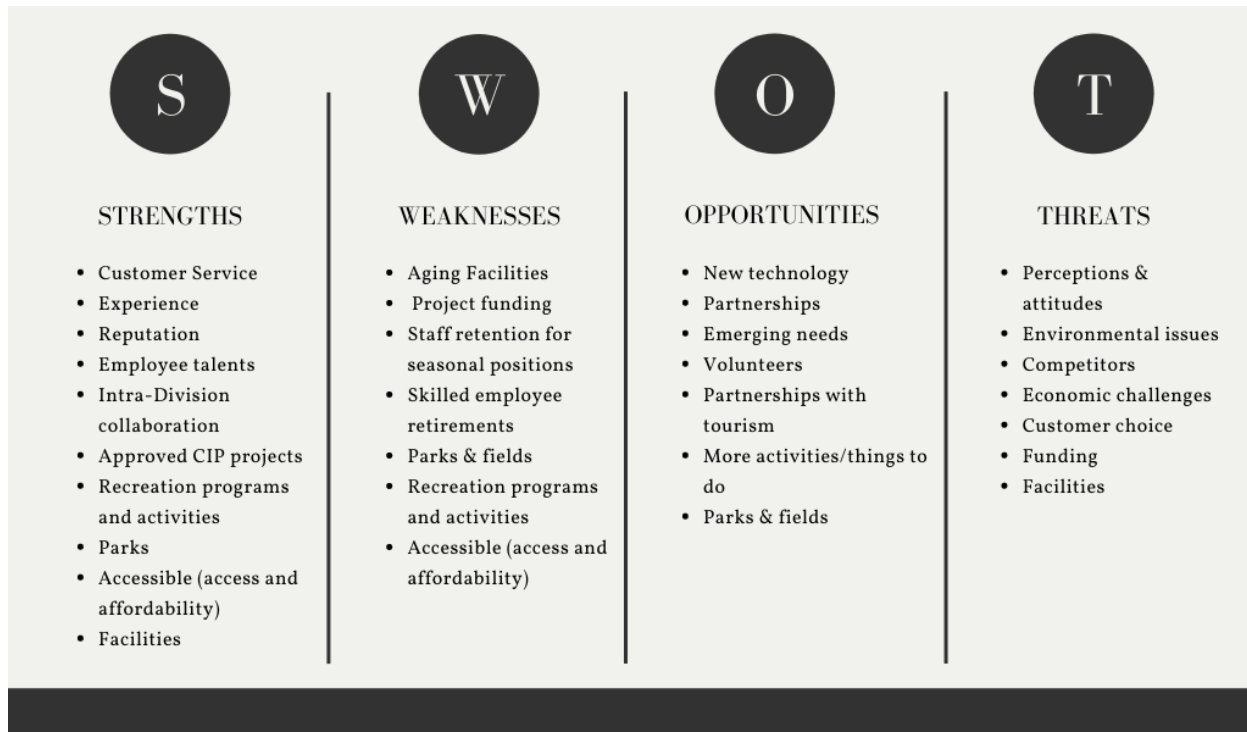 S
STRENGTHS
• Customer Service
• Experience
• Reputation
• Employee talents
• Intra-Division
collaboration
• Approved CIP projects
• Recreation programs
and activities
• Parks
• Accessible (access and
affordability)
• Facilities
W
WEAKNESSES
• Aging Facilities
• Project funding
• Staff retention for
seasonal positions
• Skilled employee
retirements
• Parks & fields
• Recreation programs
and activities
• Accessible (access and
affordability)
O
OPPORTUNITIES
• New technology
• Partnerships
• Emerging needs
• Volunteers
• Partnerships with
tourism
• More activities/things to
do
• Parks & fields
T
THREATS
• Perceptions &
attitudes
• Environmental issues
• Competitors
• Economic challenges
• Customer choice
• Funding
• Facilities